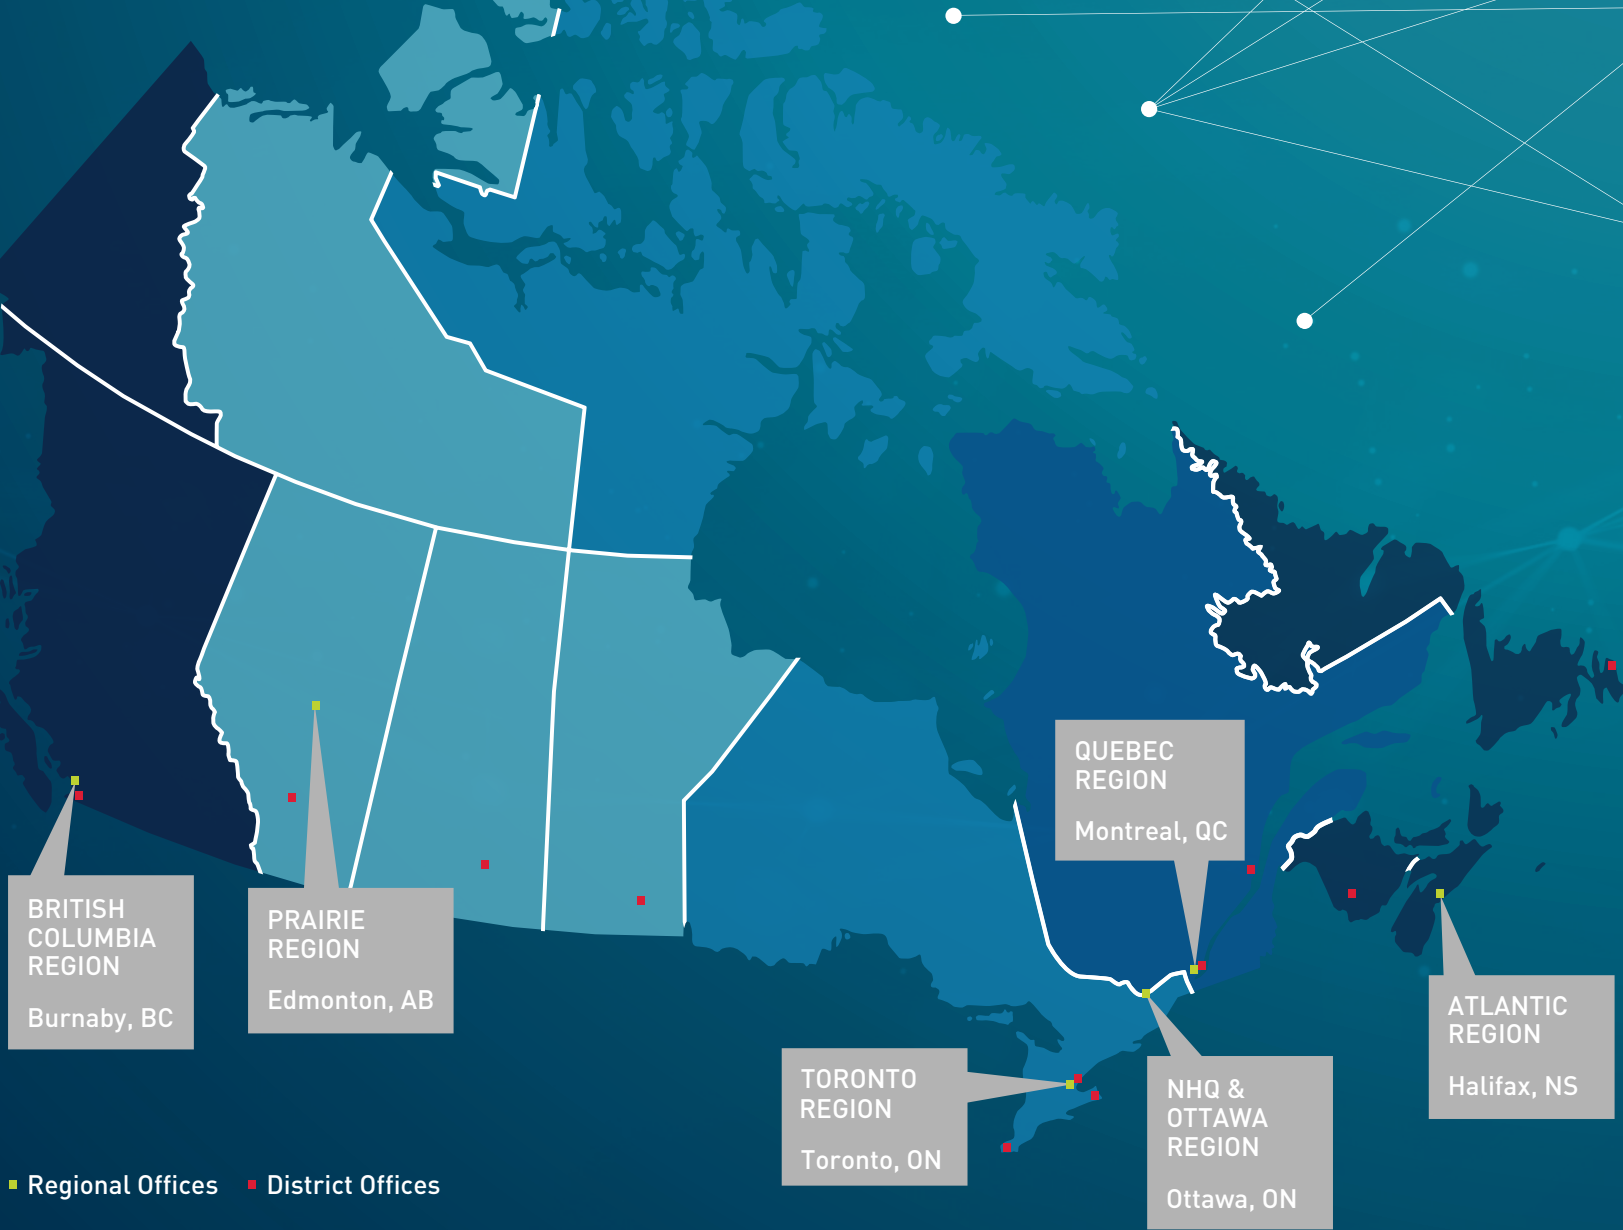 QUEBEC
REGION
Montreal, QC
BRITISH
COLUMBIA
REGION
Burnaby, BC
PRAIRIE
REGION
Edmonton, AB
TORONTO
REGION
Toronto, ON
NHQ &
OTTAWA
REGION
Ottawa, ON
ATLANTIC
REGION
Halifax, NS
Regional Offices
District Offices